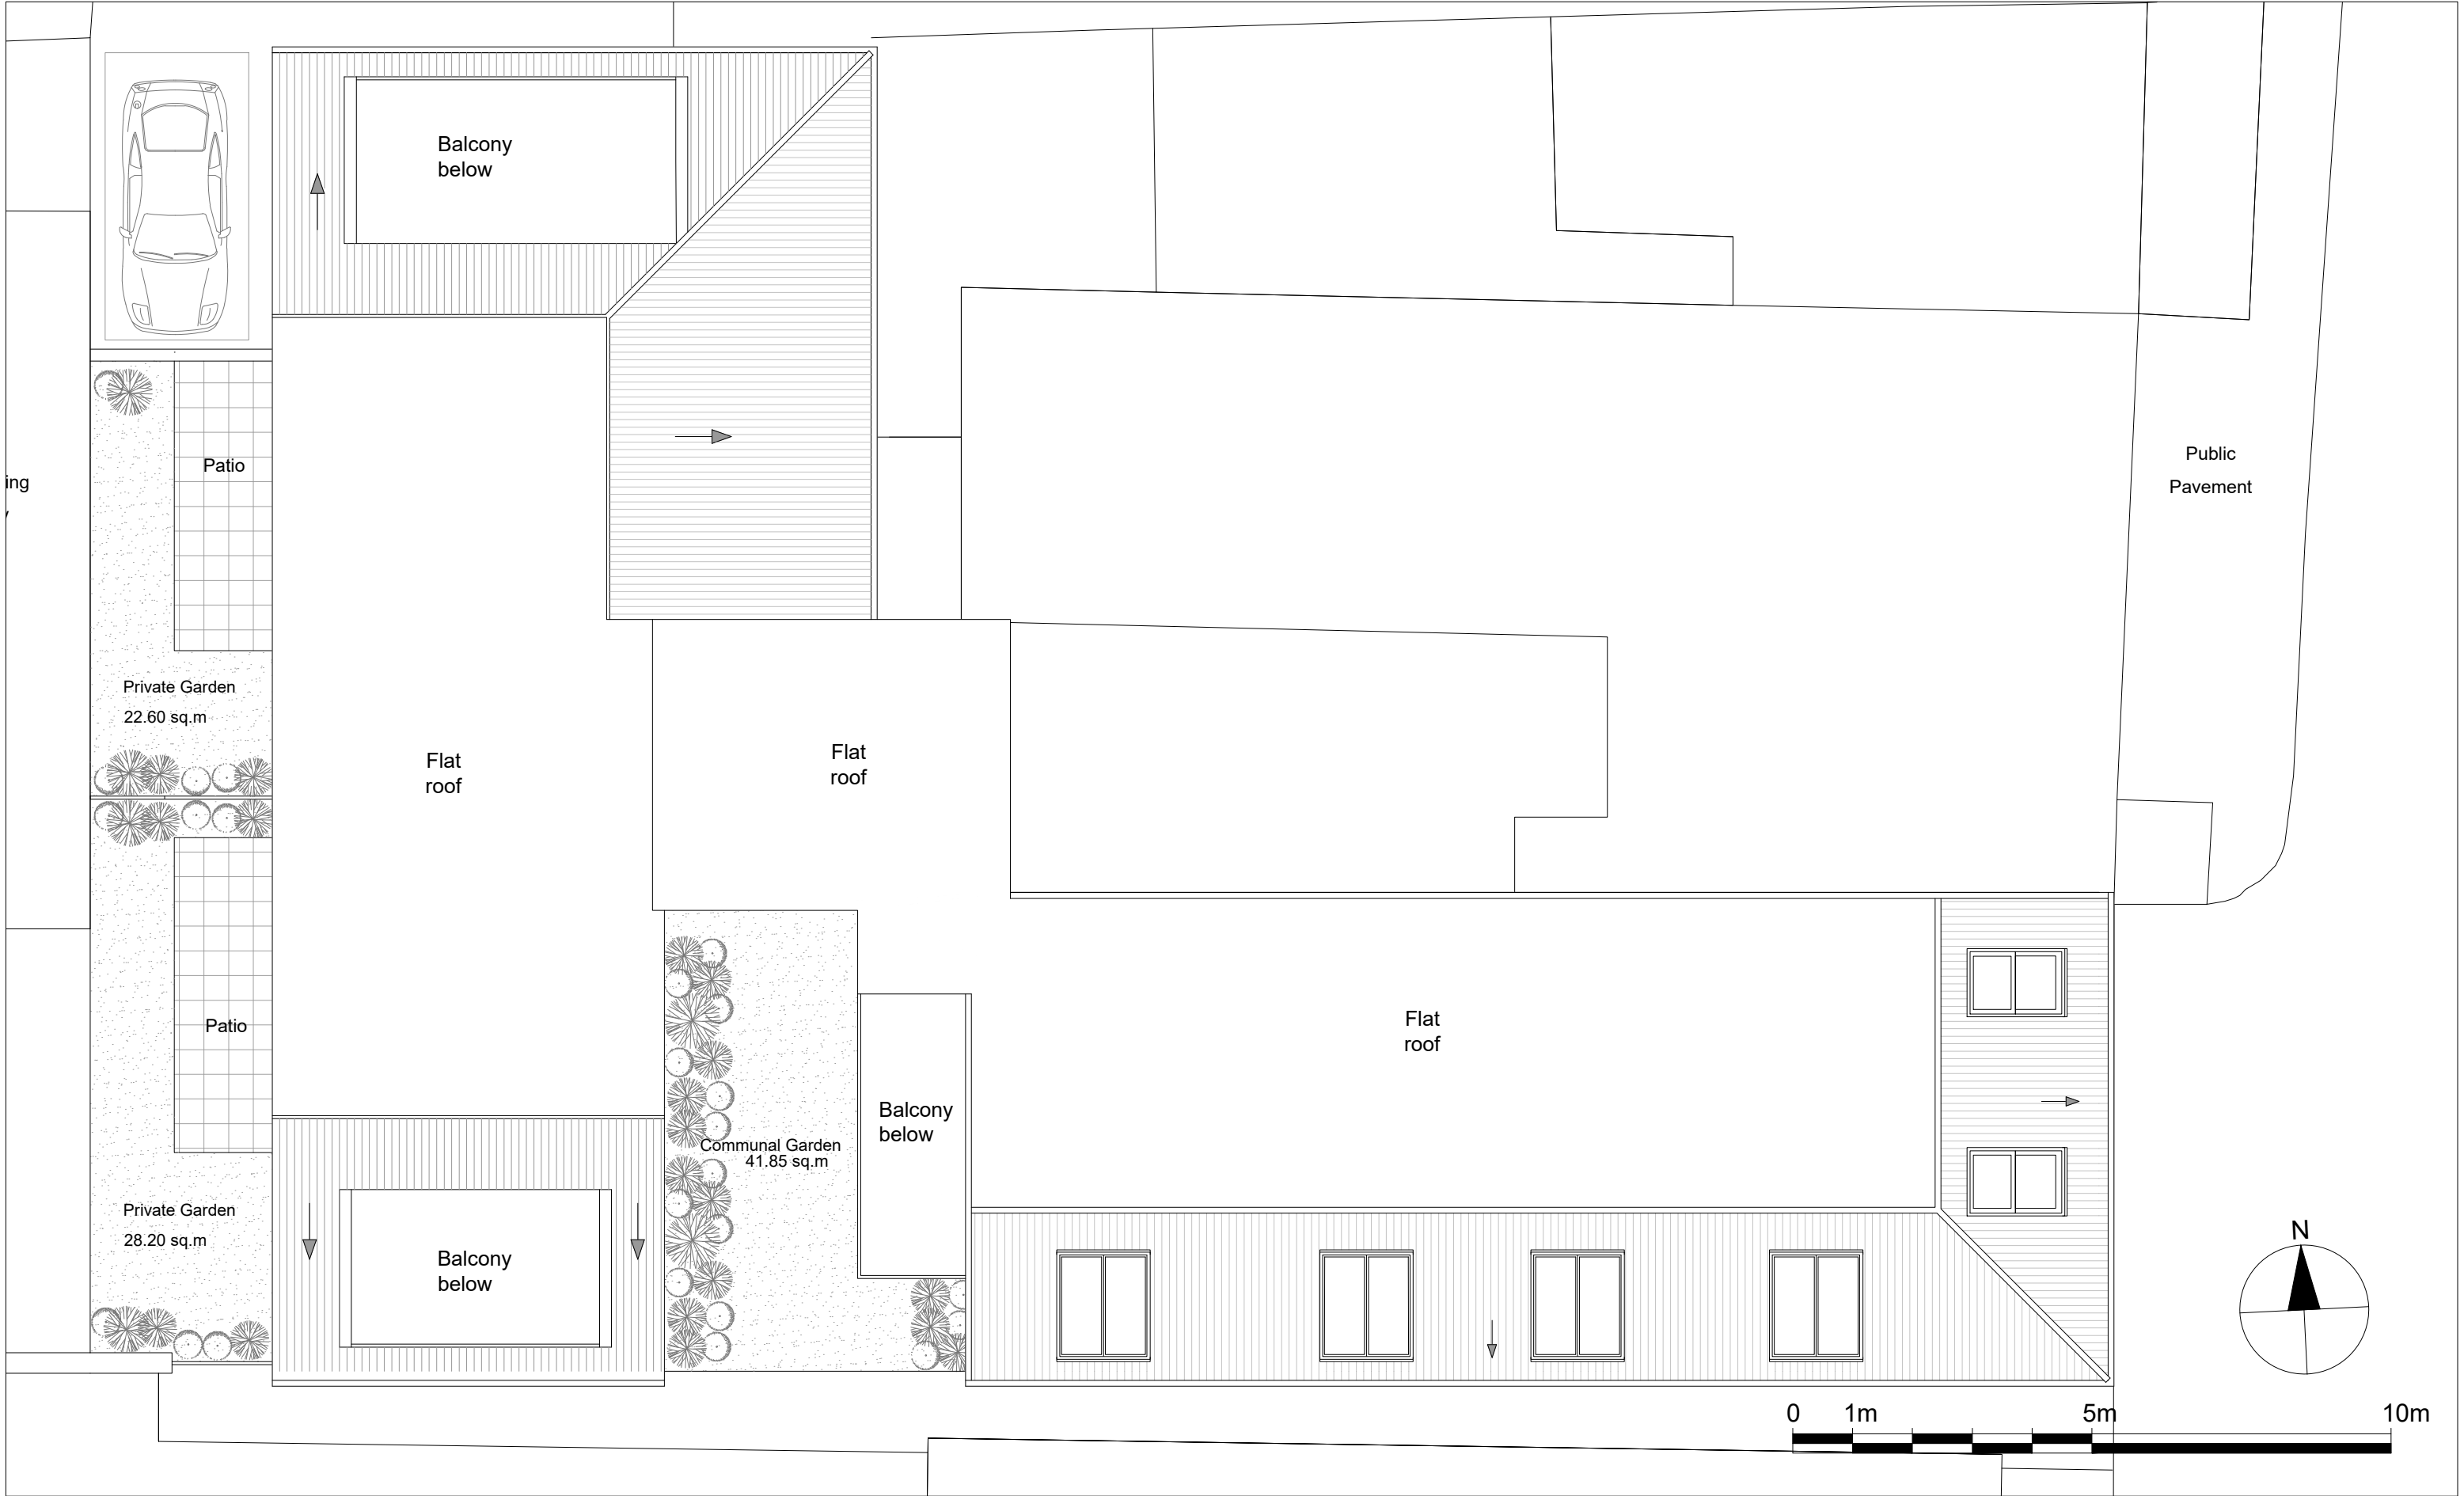 Balcony
below
Public
Pavement
Patio
ing
Private Garden
22.60 sq.m
Flat
roof
Flat
roof
Patio
Flat
roof
Balcony
below
Communal Garden
41.85 sq.m
Private Garden
28.20 sq.m
Balcony
below
N
0 1m 5m 10m